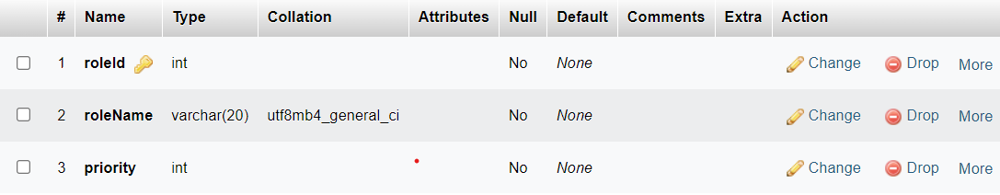 # Name Type Collation Attributes Null Default Comments Extra Action
1 roleId int No None Change Drop More
2 roleName varchar(20) utf8mb4_general_ci No None Change Drop More
3 priority int No None Change Drop More